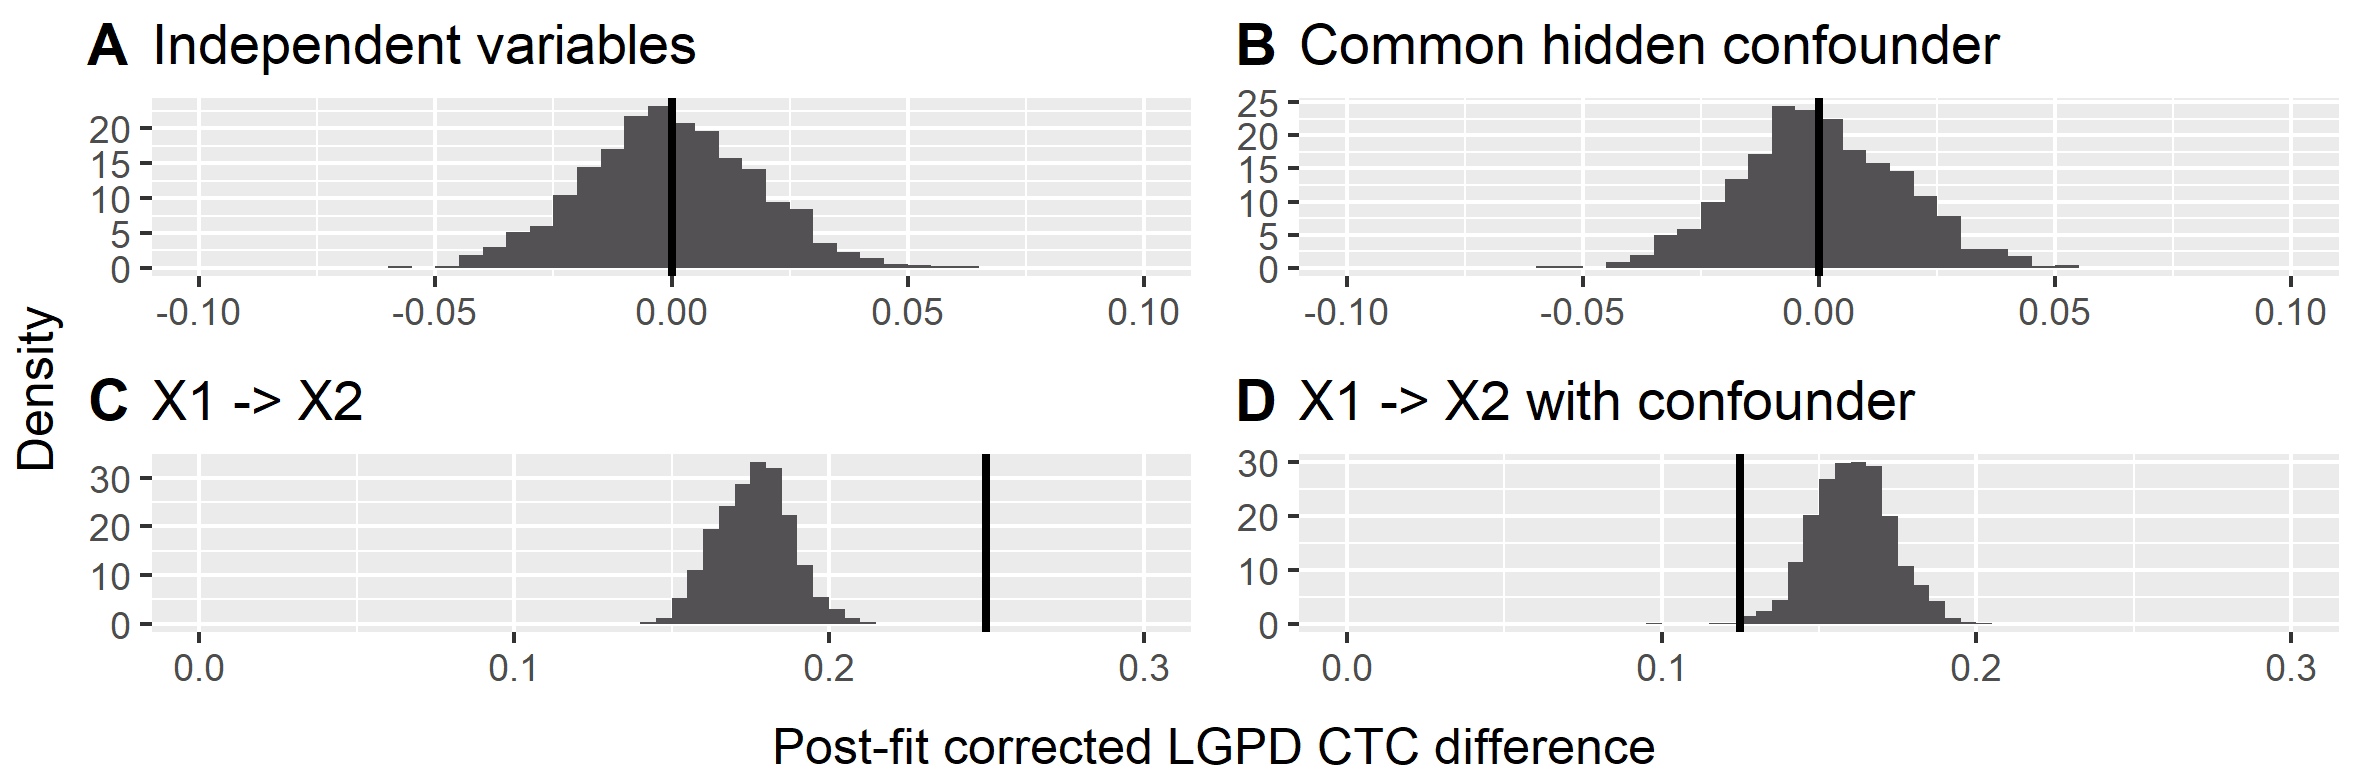 A Independent variables
20
15
10
5
0
-0.10 -0.05 0.00 0.05 0.10
B Common hidden confounder
25
20
15
10
5
0
-0.10 -0.05 0.00 0.05 0.10
Density
C X1 -> X2
30
20
10
0
0.0 0.1 0.2 0.3
D X1 -> X2 with confounder
30
20
10
0
0.0 0.1 0.2 0.3
Post-fit corrected LGPD CTC difference